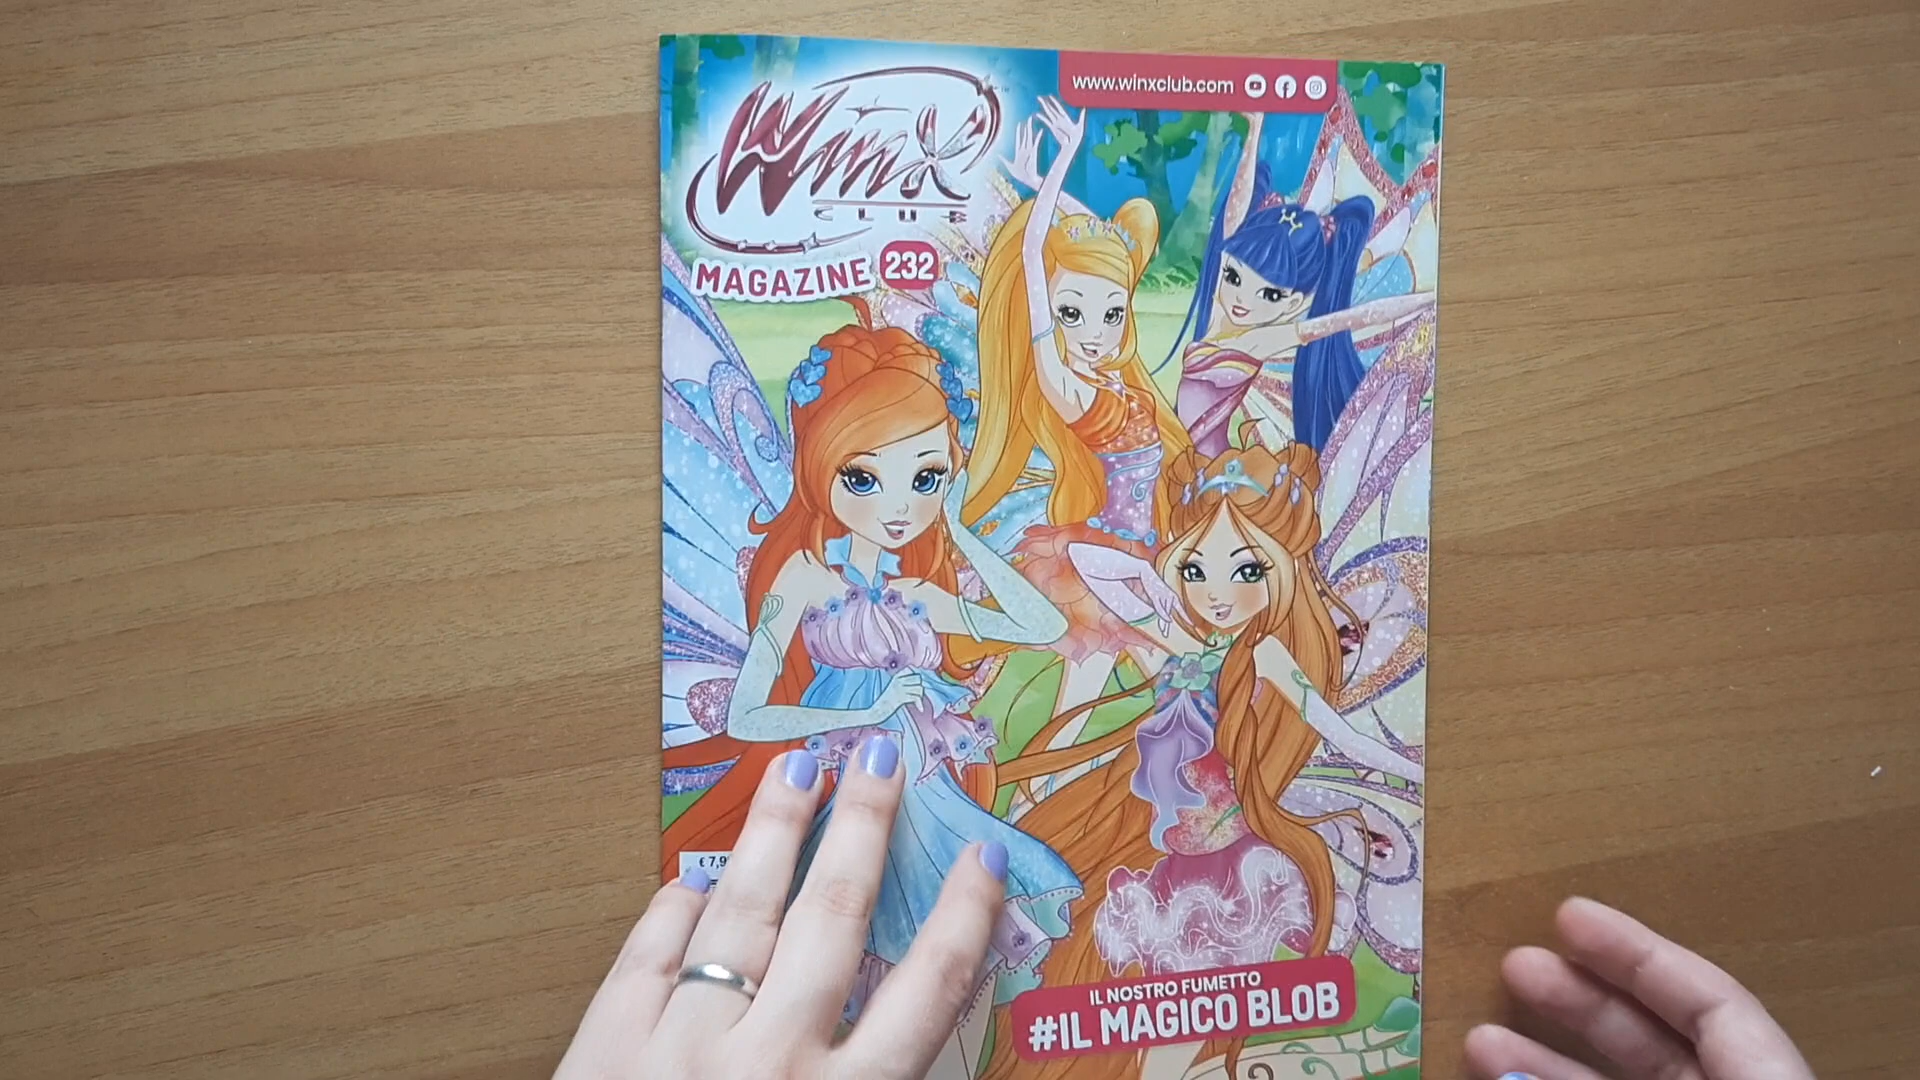 www.winxclub.com
Winx
CLUB
MAGAZINE 232
IL NOSTRO FUMETTO
#IL MAGICO BLOB